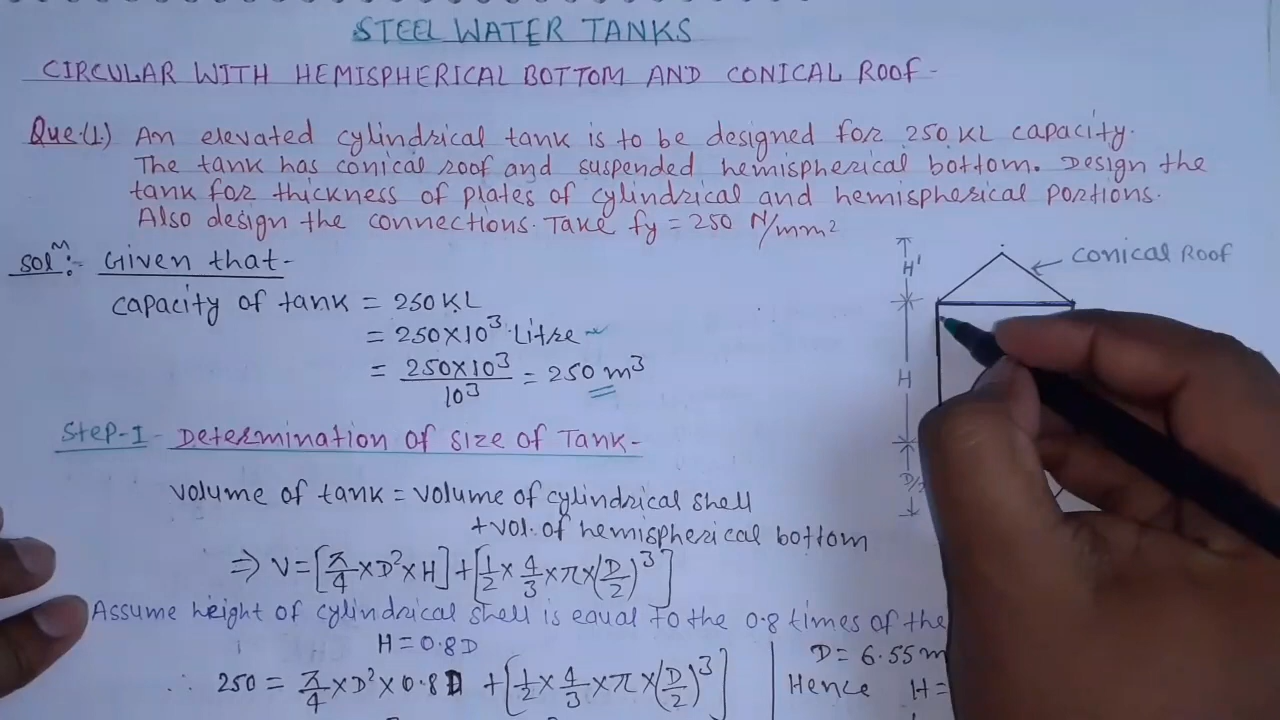 STEEL WATER TANKS
CIRCULAR WITH HEMISPHERICAL BOTTOM AND CONICAL ROOF-
Que.(1.) An elevated cylindrical tank is to be designed for 250 KL capacity.
The tank has conical roof and suspended hemispherical bottom. Design the
tank for thickness of plates of cylindrical and hemispherical portions.
Also design the connections. Take fy = 250 N/mm²
Solⁿ:- Given that-
capacity of tank = 250 KL
= 250×10³ Litre
= 250×10³/10³ = 250 m³
H'
conical Roof
H
D/
Step-I- Determination of size of Tank-
Volume of tank = Volume of cylindrical shell
+ vol. of hemispherical bottom
⇒ V = [π/4 × D² × H] + [1/2 × 4/3 × π × (D/2)³]
Assume height of cylindrical shell is equal to the 0.8 times of the
H = 0.8D
∴ 250 = π/4 × D² × 0.8D + [1/2 × 4/3 × π × (D/2)³]
D = 6.55m
Hence H =